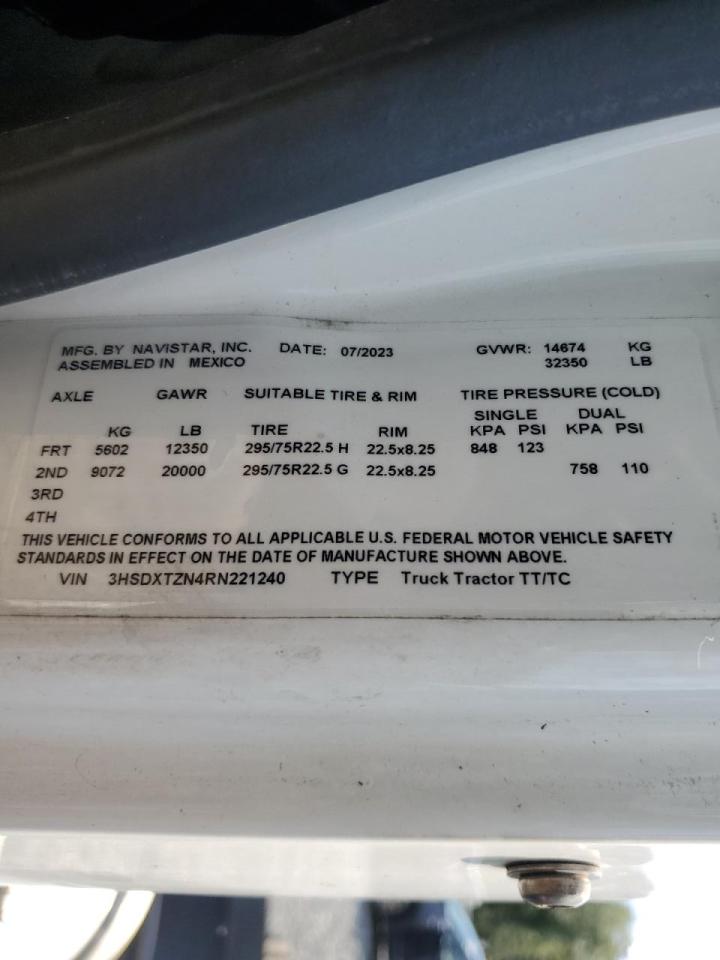 MFG. BY NAVISTAR, INC. DATE: 07/2023 GVWR: 14674 KG
ASSEMBLED IN MEXICO 32350 LB
AXLE GAWR SUITABLE TIRE & RIM TIRE PRESSURE (COLD)
SINGLE DUAL
KG LB TIRE RIM KPA PSI KPA PSI
FRT 5602 12350 295/75R22.5 H 22.5x8.25 848 123
2ND 9072 20000 295/75R22.5 G 22.5x8.25 758 110
3RD
4TH
THIS VEHICLE CONFORMS TO ALL APPLICABLE U.S. FEDERAL MOTOR VEHICLE SAFETY
STANDARDS IN EFFECT ON THE DATE OF MANUFACTURE SHOWN ABOVE.
VIN 3HSDXTZN4RN221240 TYPE Truck Tractor TT/TC